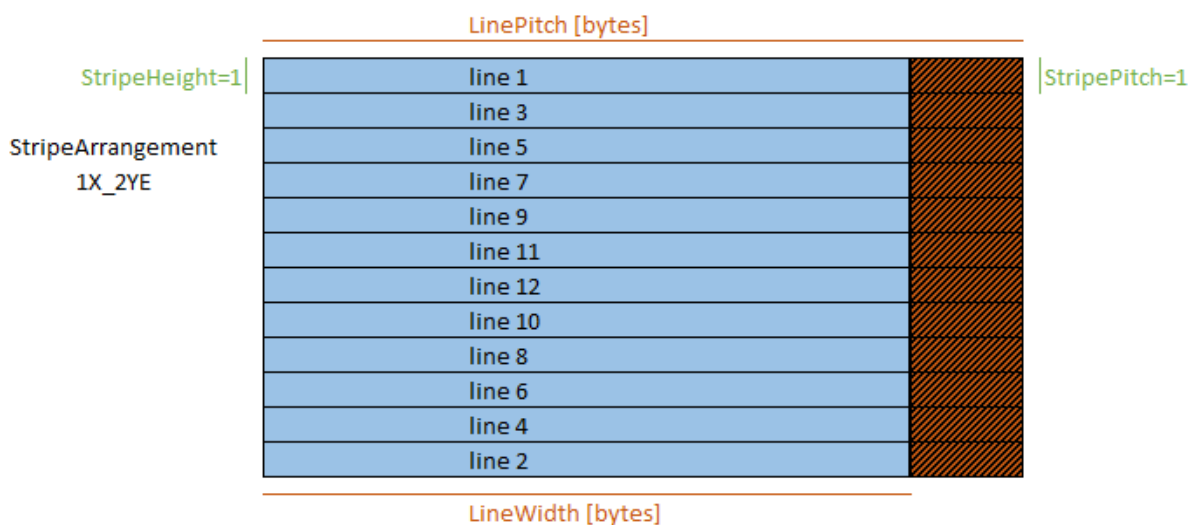 LinePitch [bytes]
StripeHeight=1
line 1
StripePitch=1
line 3
StripeArrangement
1X_2YE
line 5
line 7
line 9
line 11
line 12
line 10
line 8
line 6
line 4
line 2
LineWidth [bytes]